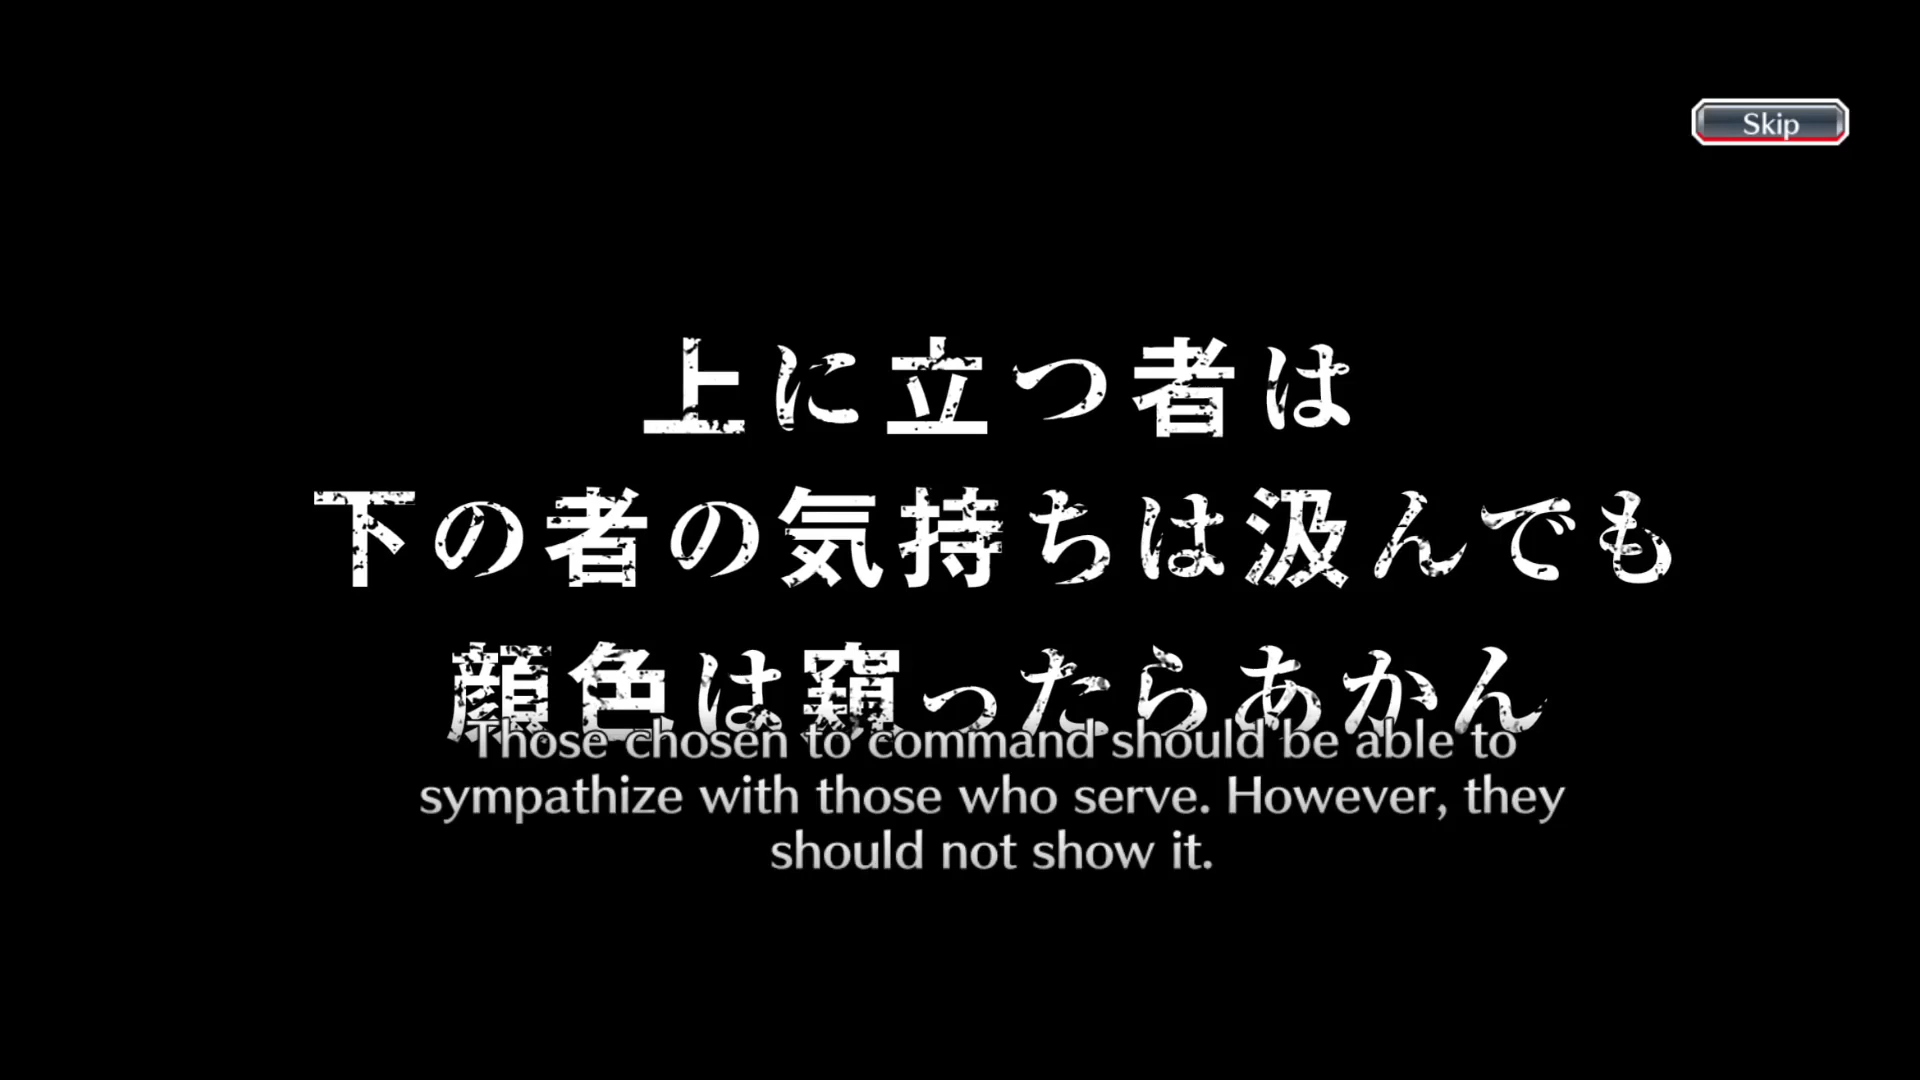 Skip
上に立つ者は
下の者の気持ちは汲んでも
顔色は窺ったらあかん
Those chosen to command should be able to
sympathize with those who serve. However, they
should not show it.